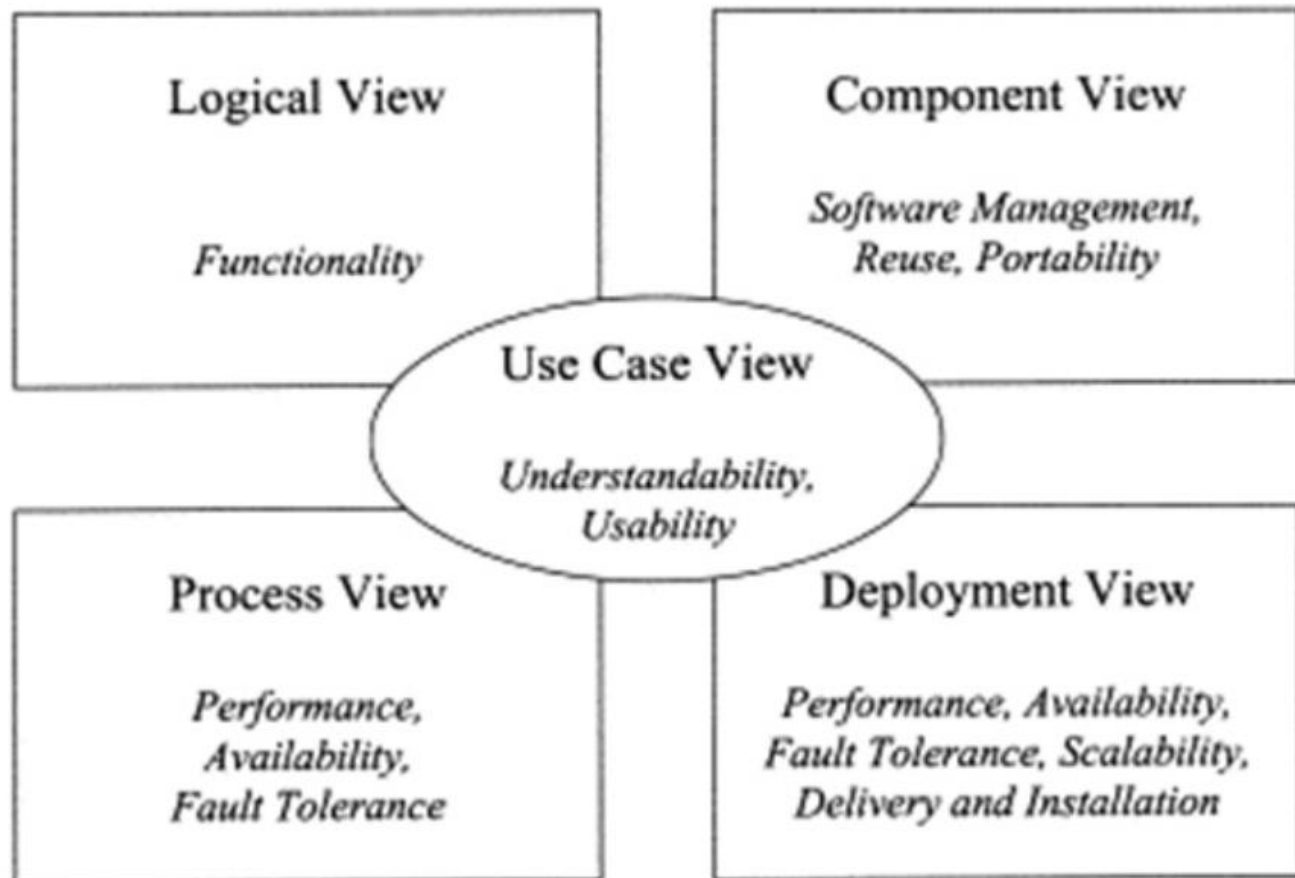 Logical View
Functionality
Component View
Software Management,
Reuse, Portability
Use Case View
Understandability,
Usability
Process View
Performance,
Availability,
Fault Tolerance
Deployment View
Performance, Availability,
Fault Tolerance, Scalability,
Delivery and Installation